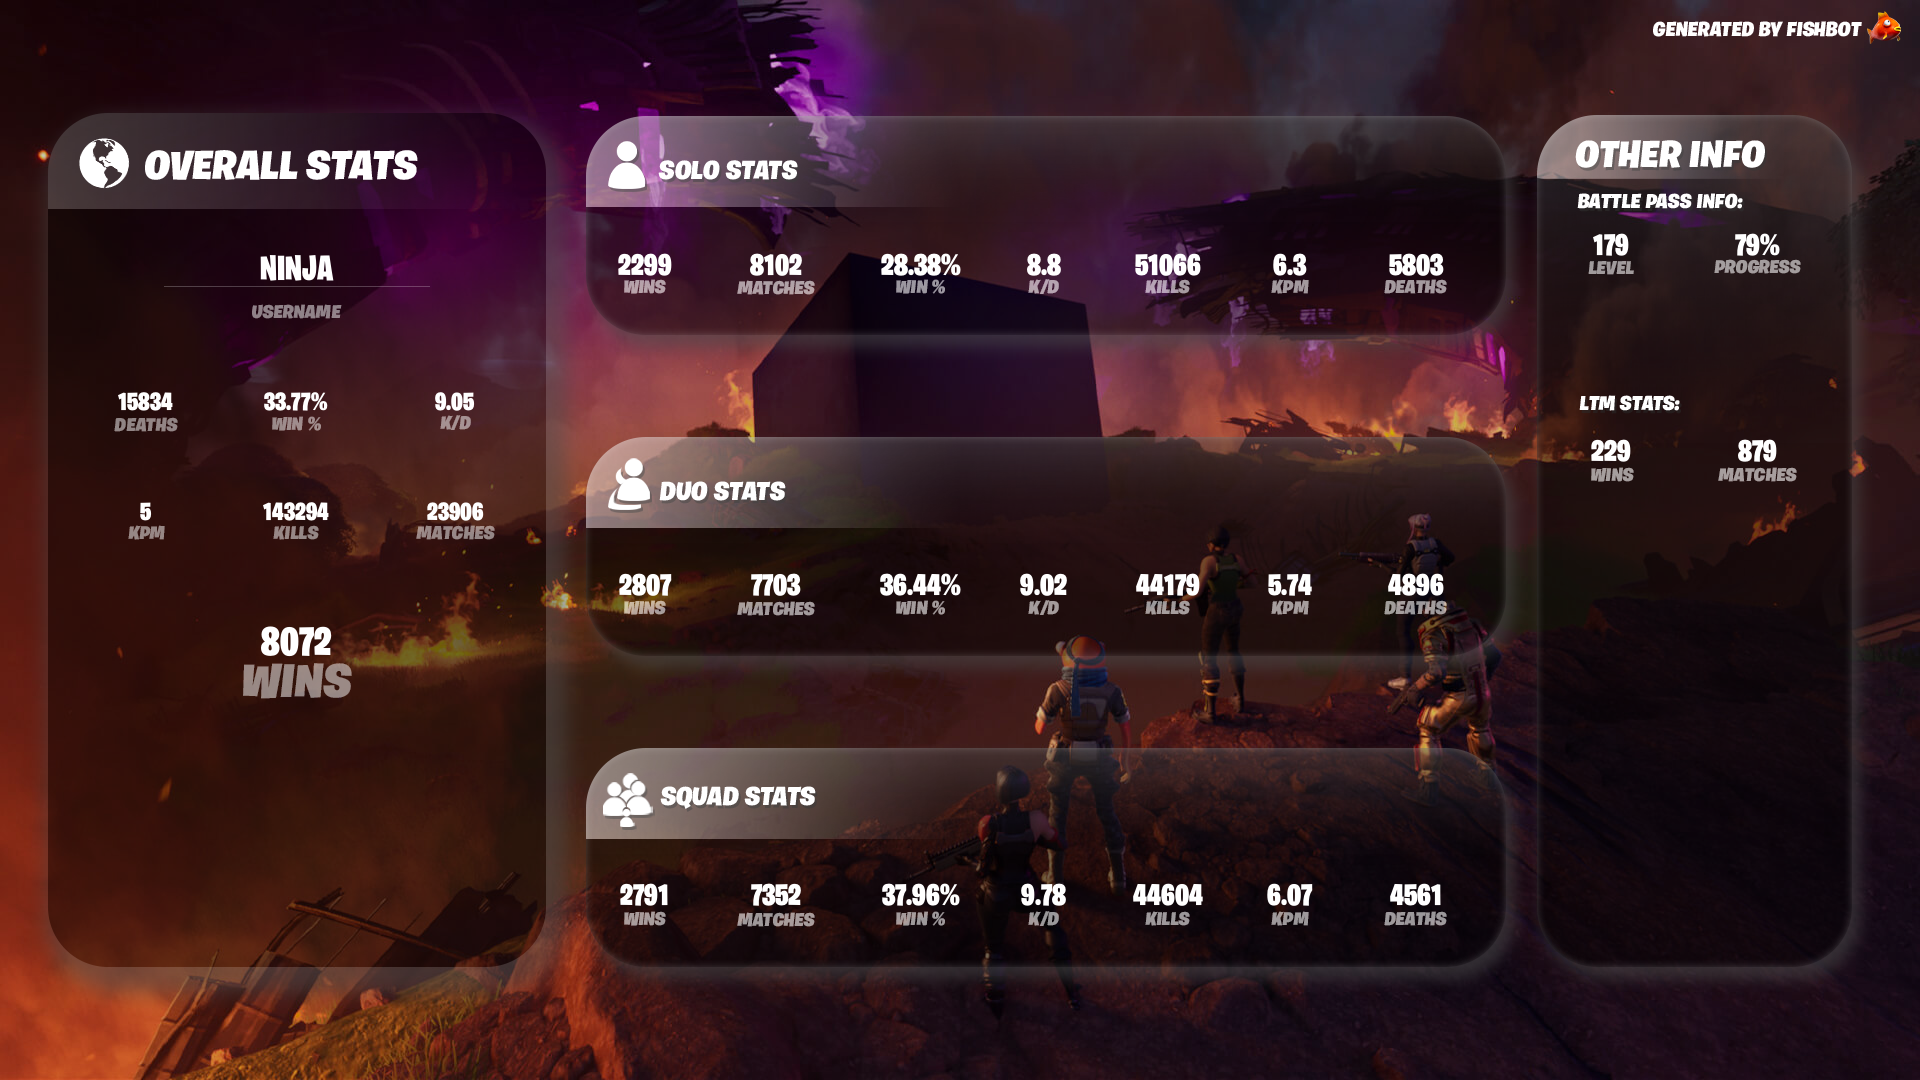 GENERATED BY FISHBOT
OVERALL STATS
NINJA
USERNAME
15834 33.77% 9.05
DEATHS WIN % K/D
5 143294 23906
KPM KILLS MATCHES
8072
WINS
SOLO STATS
2299 8102 28.38% 8.8 51066 6.3 5803
WINS MATCHES WIN % K/D KILLS KPM DEATHS
DUO STATS
2807 7703 36.44% 9.02 44179 5.74 4896
WINS MATCHES WIN % K/D KILLS KPM DEATHS
SQUAD STATS
2791 7352 37.96% 9.78 44604 6.07 4561
WINS MATCHES WIN % K/D KILLS KPM DEATHS
OTHER INFO
BATTLE PASS INFO:
179 79%
LEVEL PROGRESS
LTM STATS:
229 879
WINS MATCHES